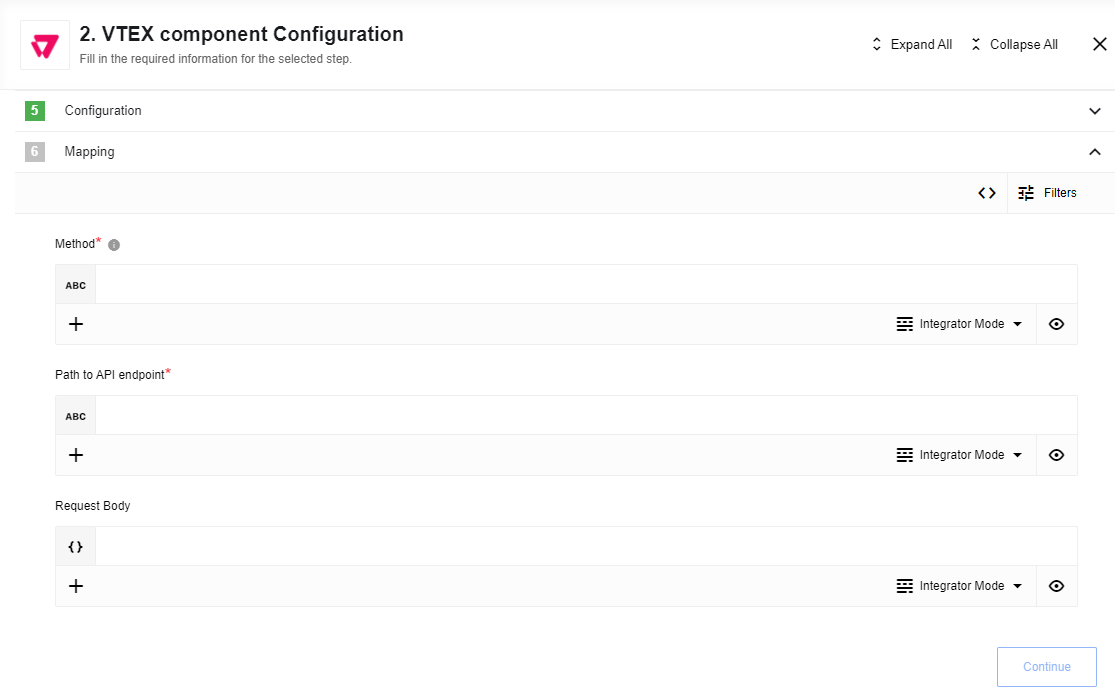 2. VTEX component Configuration
Fill in the required information for the selected step.
Expand All
Collapse All
5 Configuration
6 Mapping
Filters
Method*
ABC
Integrator Mode
Path to API endpoint*
ABC
Integrator Mode
Request Body
{}
Integrator Mode
Continue